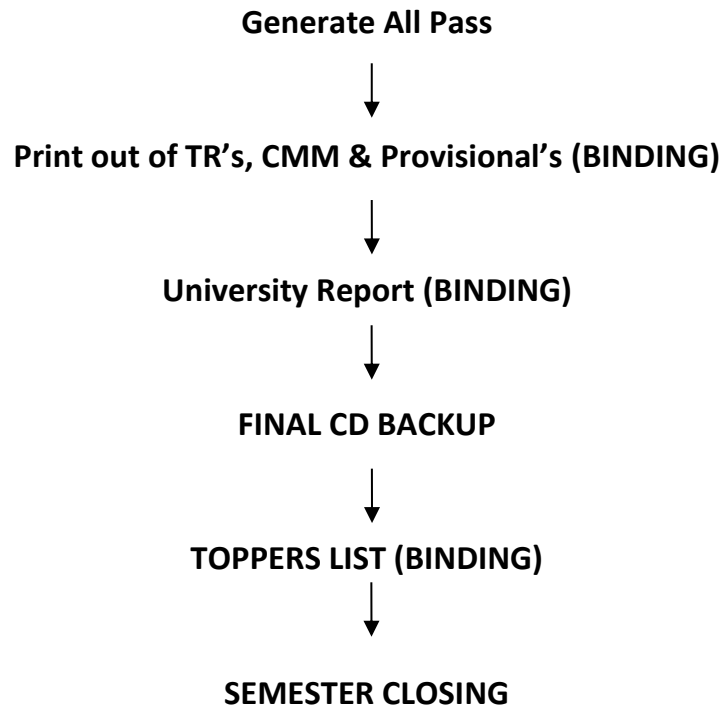 Generate All Pass
Print out of TR’s, CMM & Provisional’s (BINDING)
University Report (BINDING)
FINAL CD BACKUP
TOPPERS LIST (BINDING)
SEMESTER CLOSING